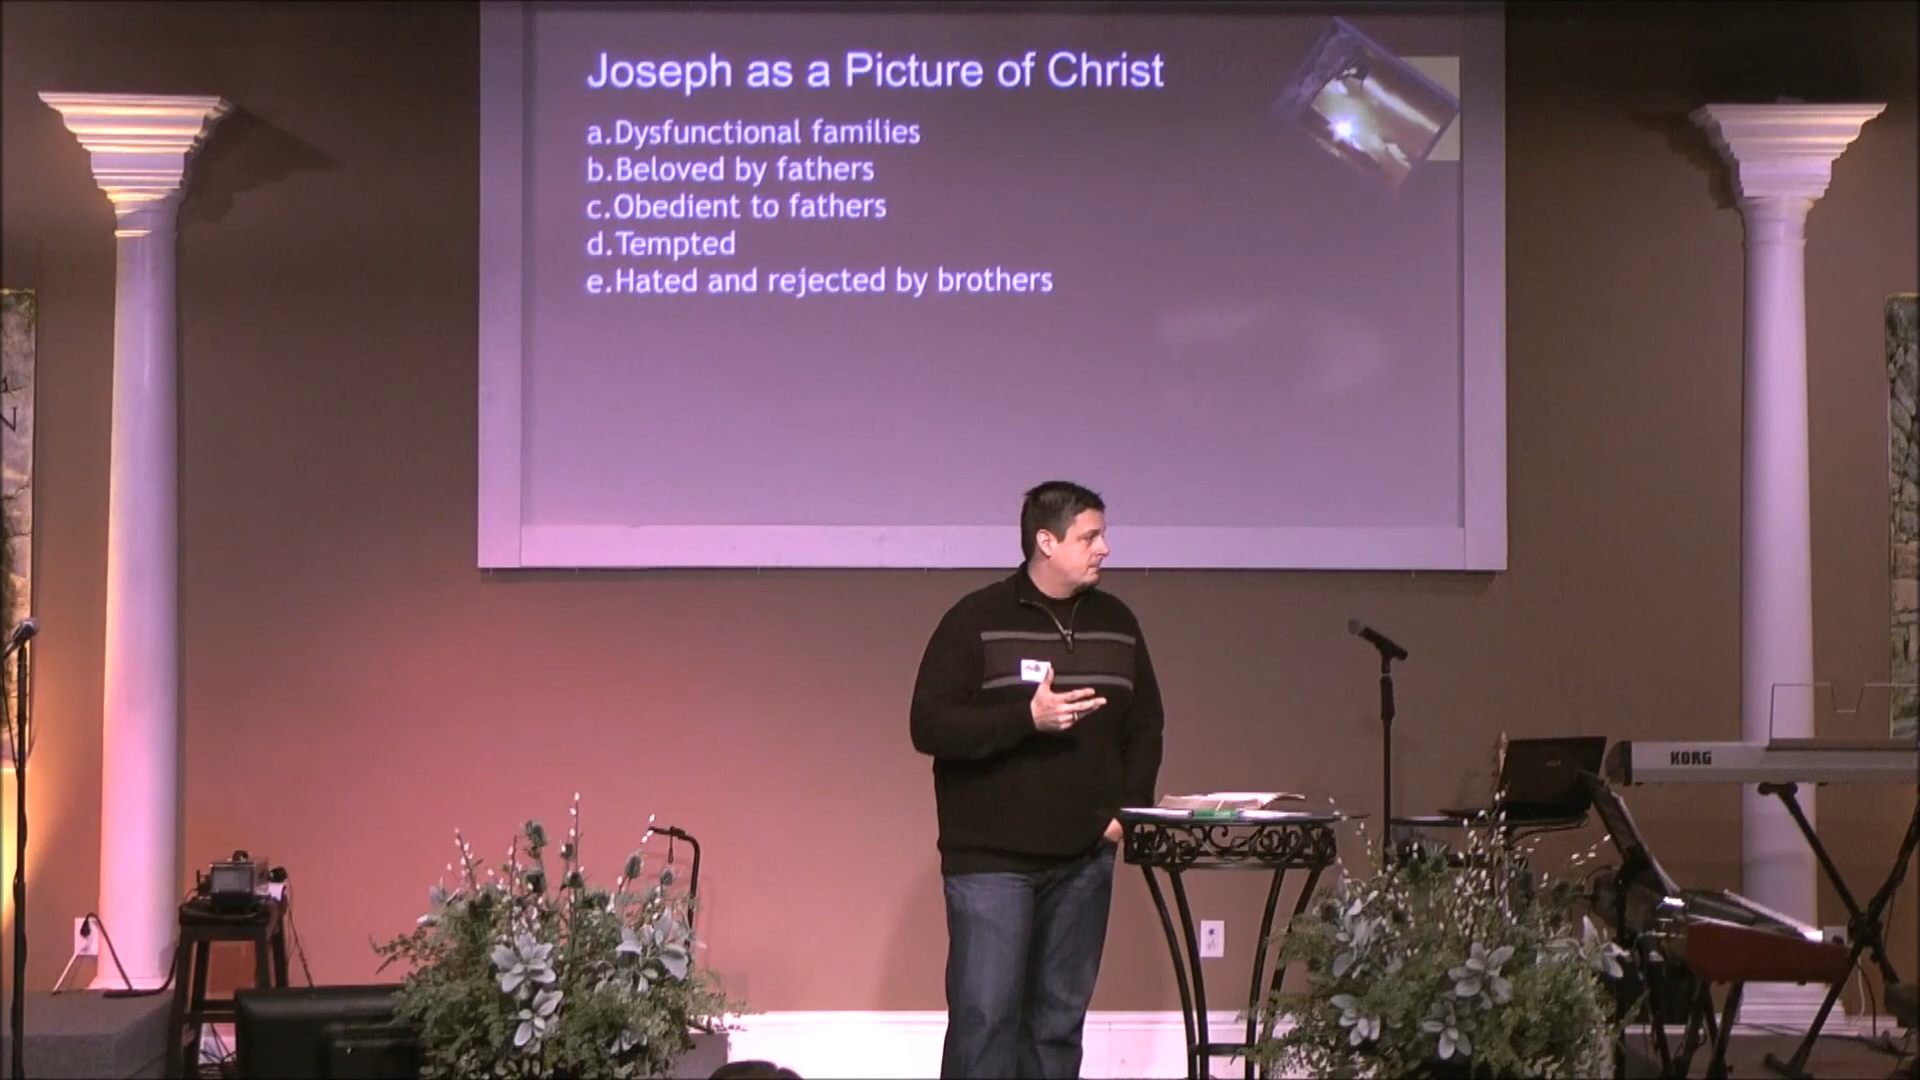 Joseph as a Picture of Christ
a.Dysfunctional families
b.Beloved by fathers
c.Obedient to fathers
d.Tempted
e.Hated and rejected by brothers
KORG